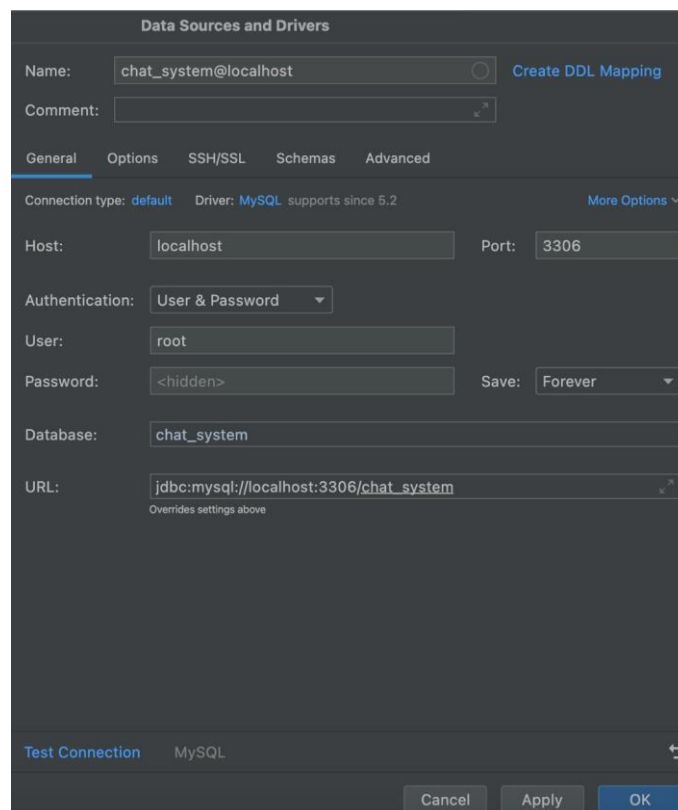 Data Sources and Drivers
Name: chat_system@localhost Create DDL Mapping
Comment:
General Options SSH/SSL Schemas Advanced
Connection type: default Driver: MySQL supports since 5.2 More Options
Host: localhost Port: 3306
Authentication: User & Password
User: root
Password: <hidden> Save: Forever
Database: chat_system
URL: jdbc:mysql://localhost:3306/chat_system
Overrides settings above
Test Connection MySQL
Cancel Apply OK